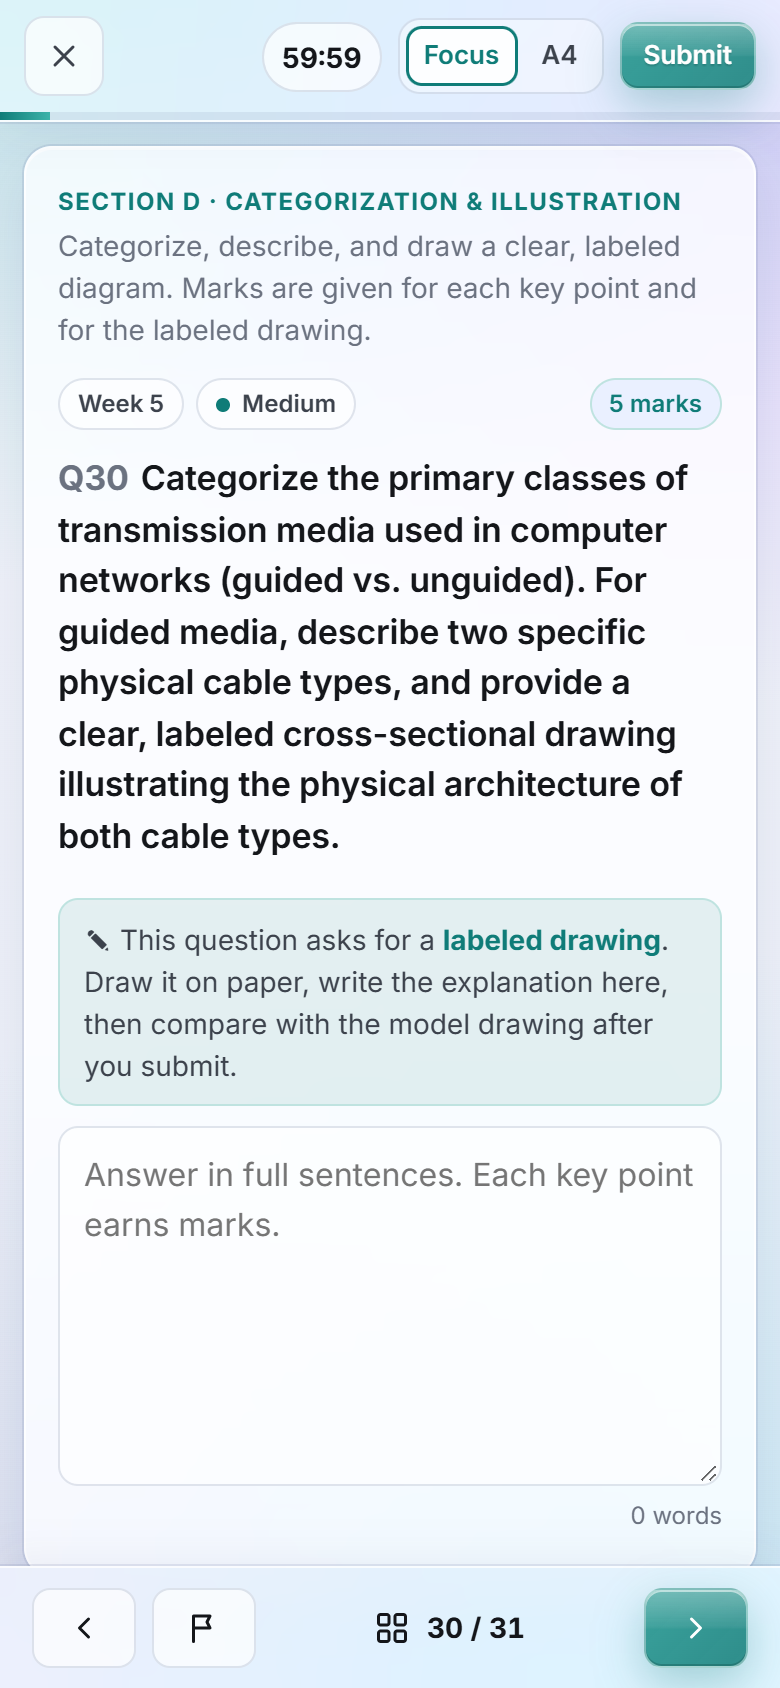 59:59
Focus
A4
Submit
SECTION D · CATEGORIZATION & ILLUSTRATION
Categorize, describe, and draw a clear, labeled
diagram. Marks are given for each key point and
for the labeled drawing.
Week 5
Medium
5 marks
Q30 Categorize the primary classes of
transmission media used in computer
networks (guided vs. unguided). For
guided media, describe two specific
physical cable types, and provide a
clear, labeled cross-sectional drawing
illustrating the physical architecture of
both cable types.
This question asks for a labeled drawing.
Draw it on paper, write the explanation here,
then compare with the model drawing after
you submit.
Answer in full sentences. Each key point
earns marks.
0 words
30 / 31